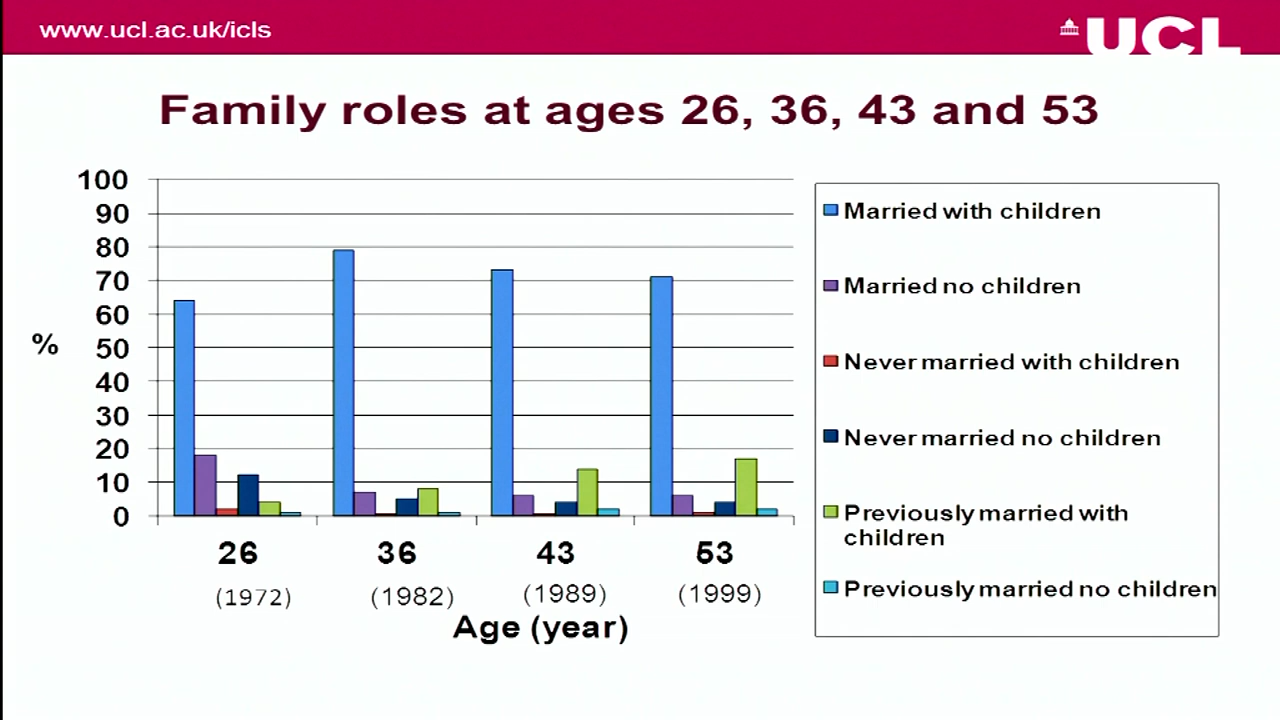 www.ucl.ac.uk/icls
UCL
Family roles at ages 26, 36, 43 and 53
100
90
80
70
60
50
40
30
20
10
0
%
26
36
43
53
(1972)
(1982)
(1989)
(1999)
Age (year)
Married with children
Married no children
Never married with children
Never married no children
Previously married with
children
Previously married no children